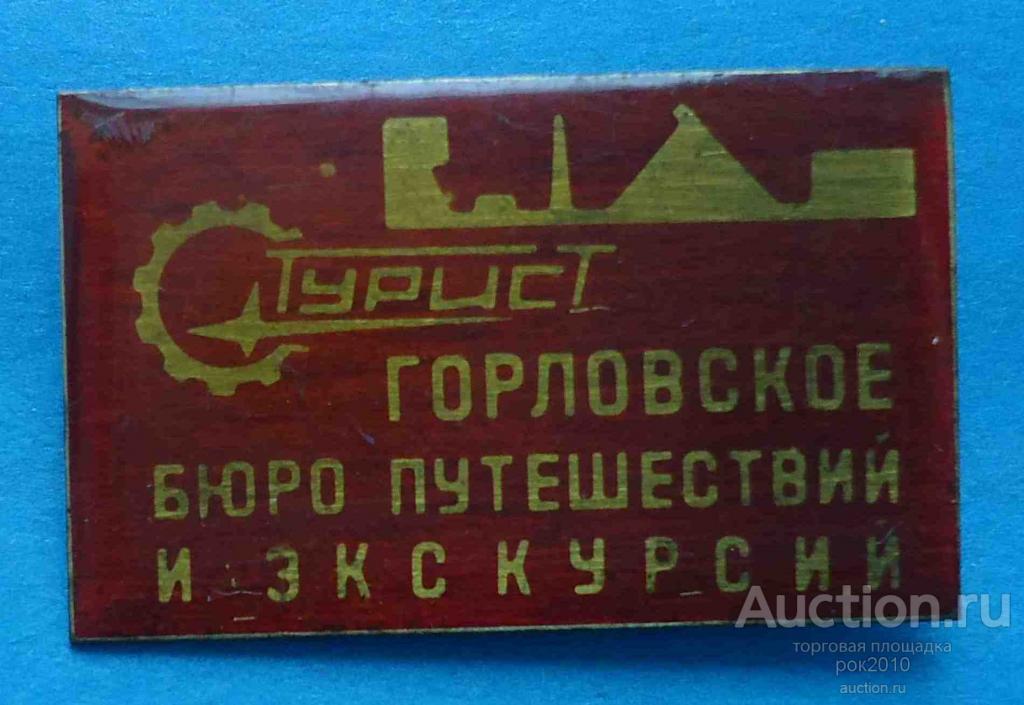 ТУРИСТ
ГОРЛОВСКОЕ
БЮРО ПУТЕШЕСТВИЙ
И ЭКСКУРСИЙ
Auction.ru
торговая площадка
рок2010
auction.ru